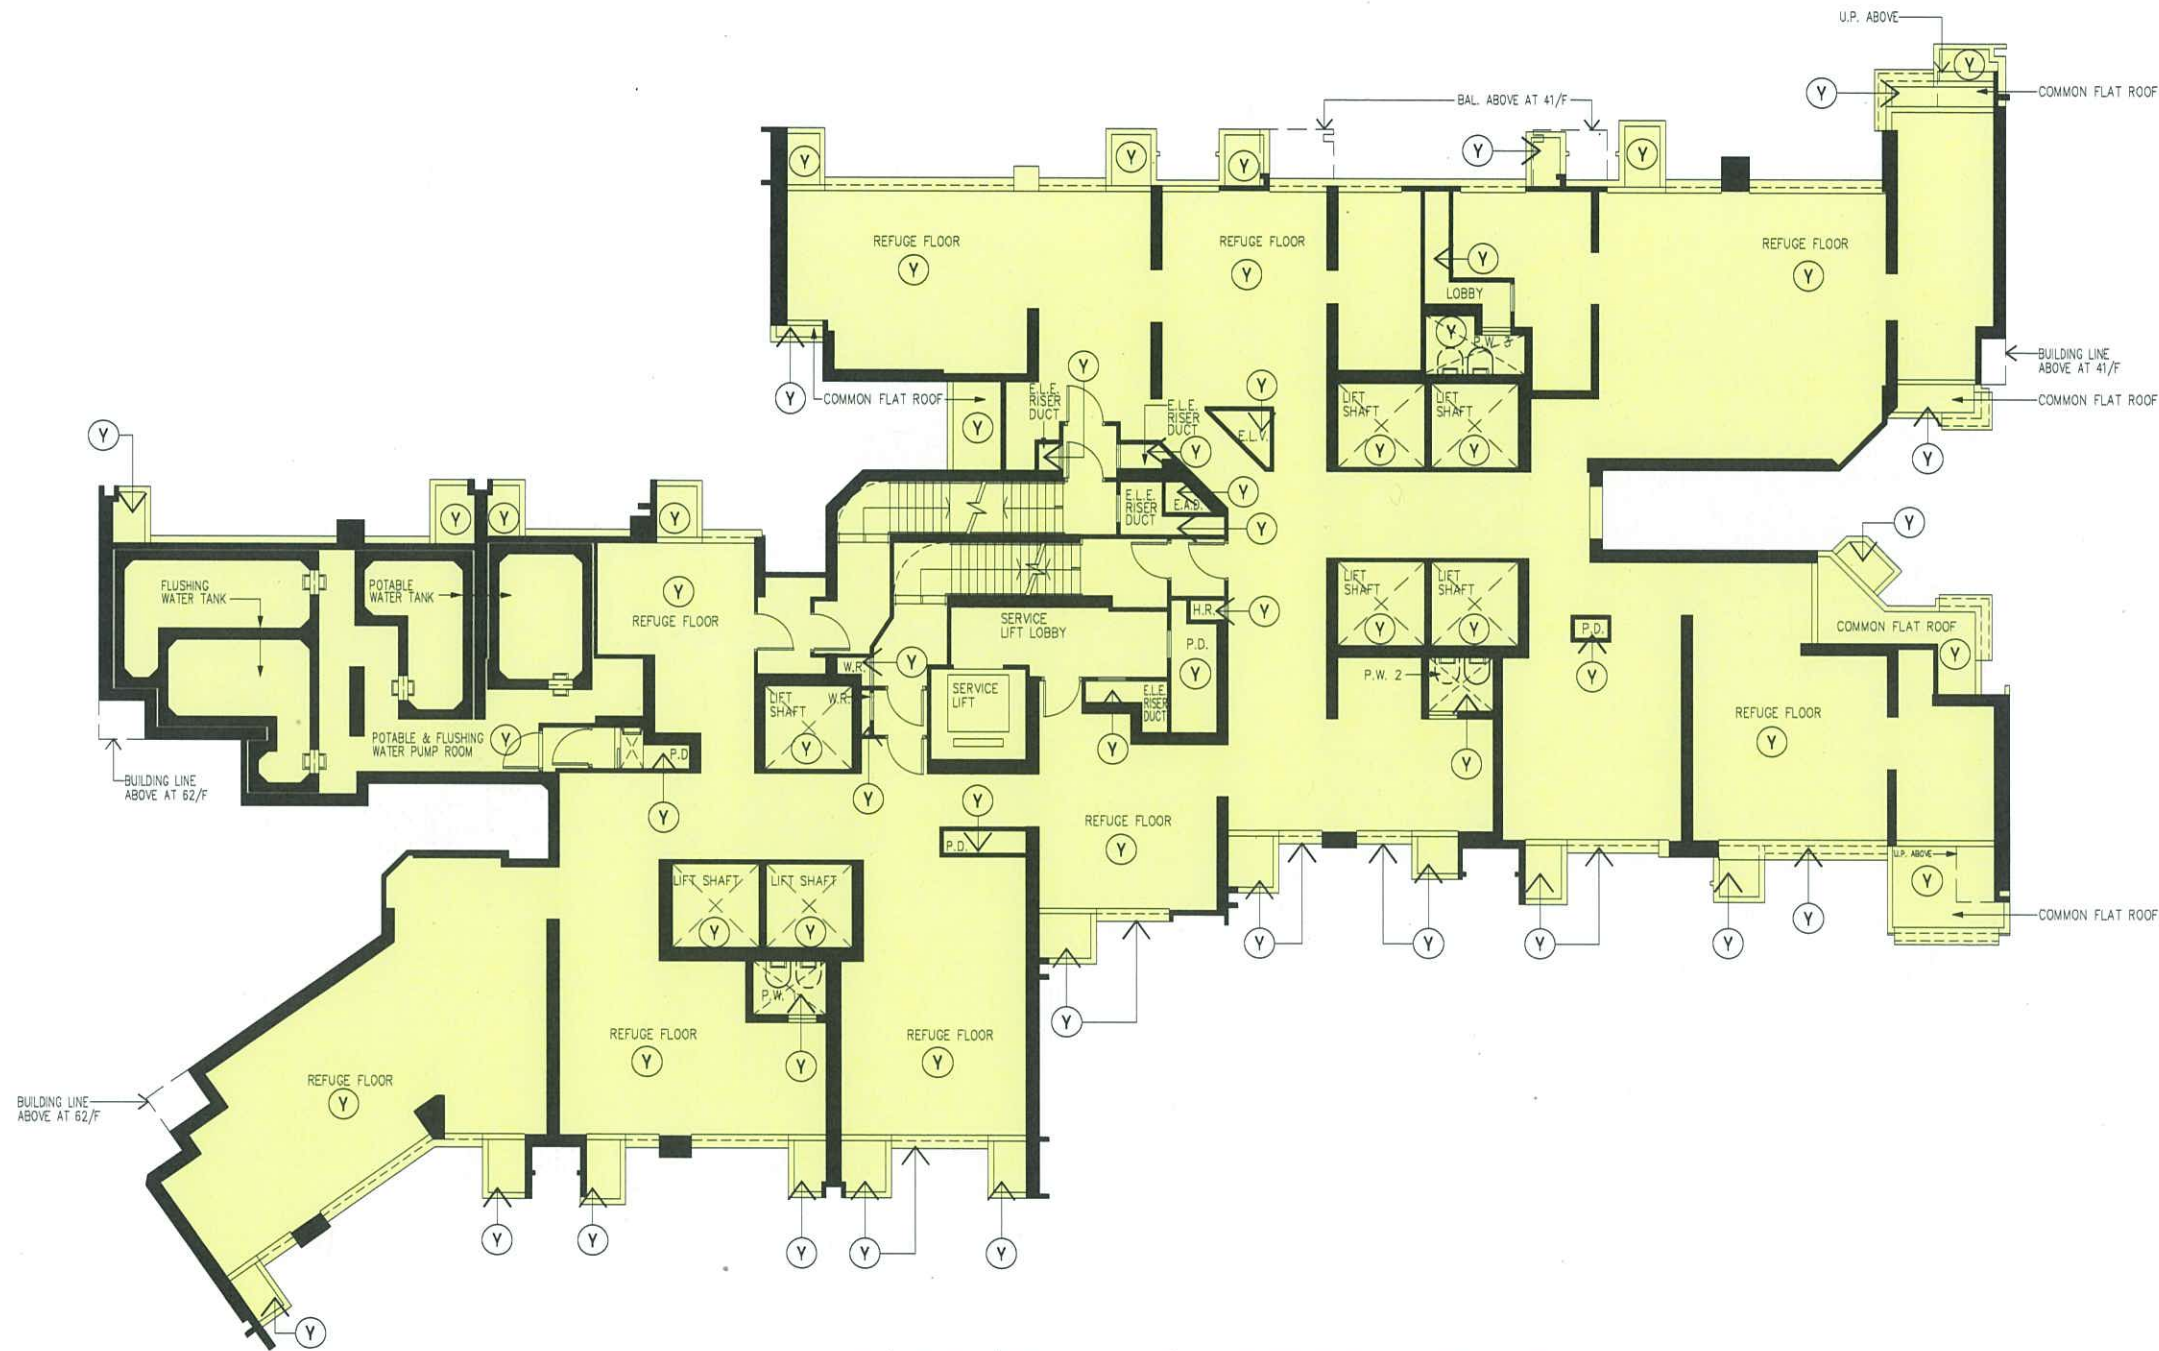 U.P. ABOVE
Y
Y
COMMON FLAT ROOF
BAL. ABOVE AT 41/F
Y
Y
Y
Y
Y
REFUGE FLOOR
Y
REFUGE FLOOR
Y
Y
LOBBY
REFUGE FLOOR
Y
Y
P.W. 3
BUILDING LINE
ABOVE AT 41/F
Y
COMMON FLAT ROOF
Y
Y
E.L.E.
RISER
DUCT
Y
E.L.E.
RISER
DUCT
Y
E.L.V.
LIFT
SHAFT
Y
LIFT
SHAFT
Y
COMMON FLAT ROOF
Y
Y
Y
Y
Y
Y
E.L.E.
RISER
DUCT
E.A.D.
Y
Y
Y
FLUSHING
WATER TANK
POTABLE
WATER TANK
Y
REFUGE FLOOR
SERVICE
LIFT LOBBY
H.R.
Y
P.D.
Y
LIFT
SHAFT
Y
LIFT
SHAFT
Y
P.D.
Y
COMMON FLAT ROOF
Y
W.R.
Y
LIFT
SHAFT
Y
W.R.
SERVICE
LIFT
E.L.E.
RISER
DUCT
Y
P.W. 2
Y
REFUGE FLOOR
Y
POTABLE & FLUSHING
WATER PUMP ROOM
Y
P.D.
Y
Y
Y
P.D.
BUILDING LINE
ABOVE AT 62/F
REFUGE FLOOR
Y
U.P. ABOVE
Y
COMMON FLAT ROOF
LIFT SHAFT
Y
LIFT SHAFT
Y
Y
Y
Y
Y
Y
P.W. 1
Y
Y
REFUGE FLOOR
Y
REFUGE FLOOR
Y
REFUGE FLOOR
Y
BUILDING LINE
ABOVE AT 62/F
Y
Y
Y
Y
Y
Y